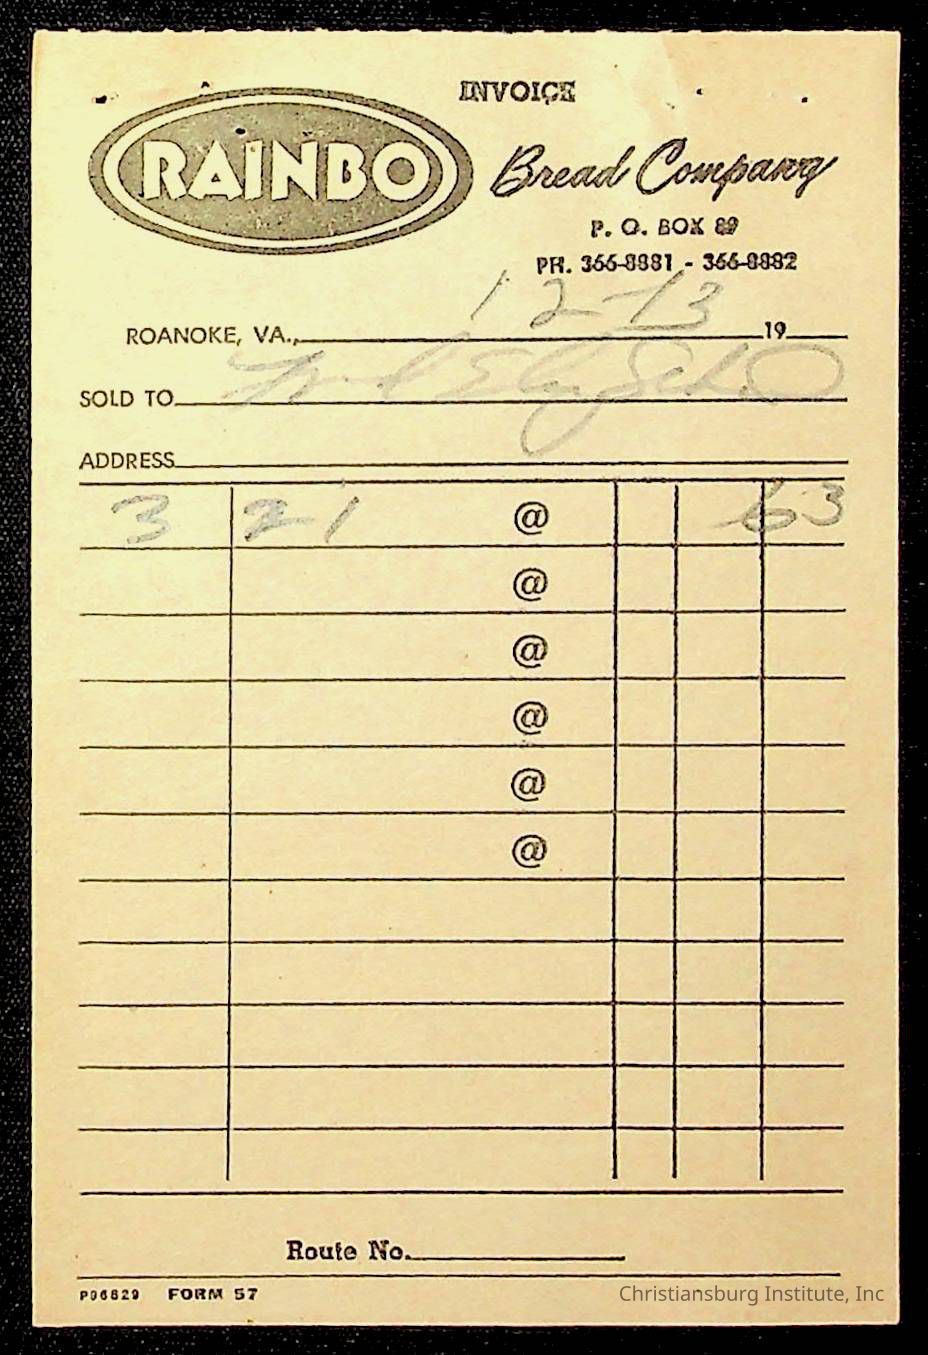 INVOICE
RAINBO
Bread Company
P. O. BOX 89
PH. 366-8881 - 366-8882
12-13
ROANOKE, VA., 19
SOLD TO
ADDRESS
3 21 @ 63
@
@
@
@
@
Route No.
P96829 FORM 57
Christiansburg Institute, Inc